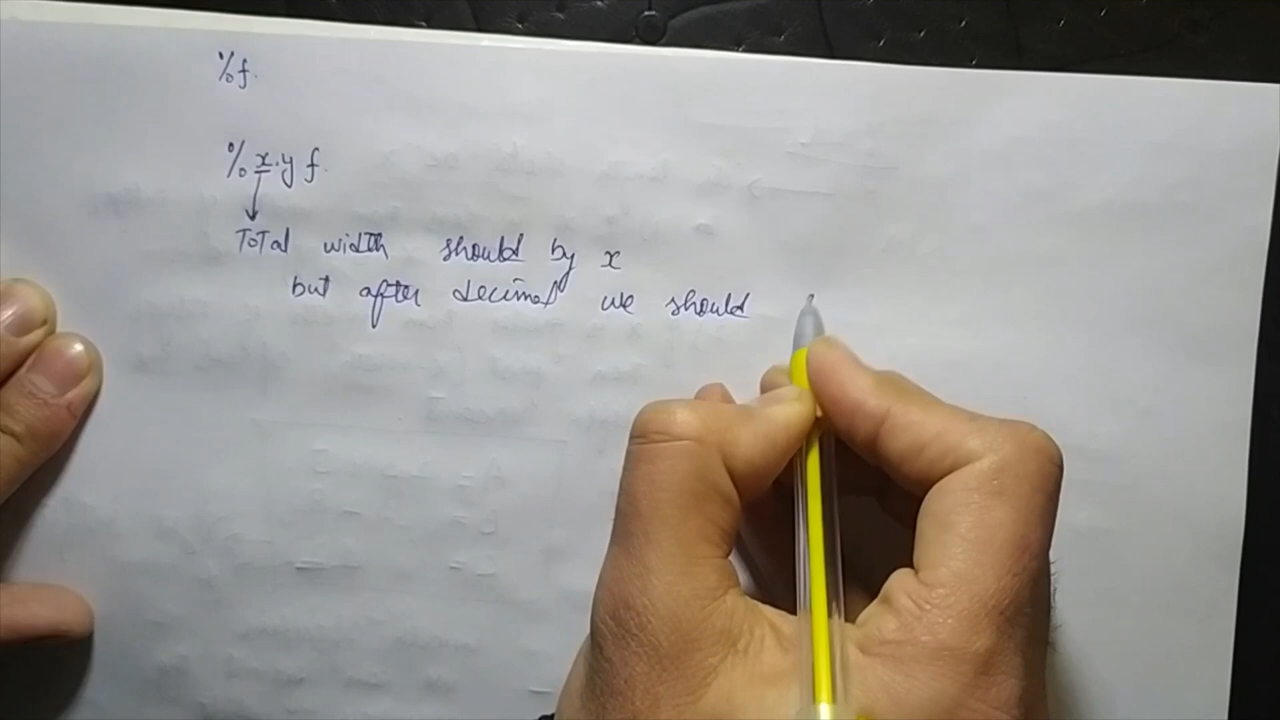 %f.
%x.y f.
Total width should by x
but after decimal we should